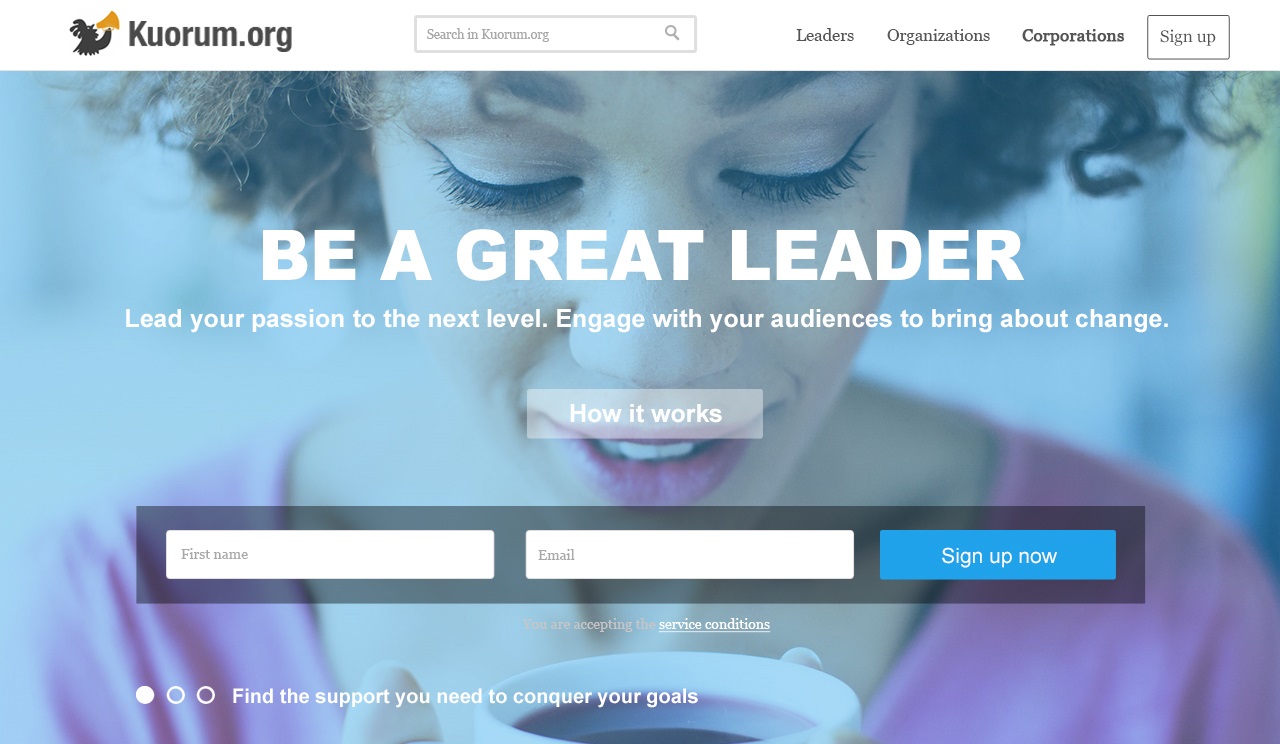 Kuorum.org
Search in Kuorum.org
Leaders
Organizations
Corporations
Sign up
BE A GREAT LEADER
Lead your passion to the next level. Engage with your audiences to bring about change.
How it works
First name
Email
Sign up now
You are accepting the service conditions
Find the support you need to conquer your goals